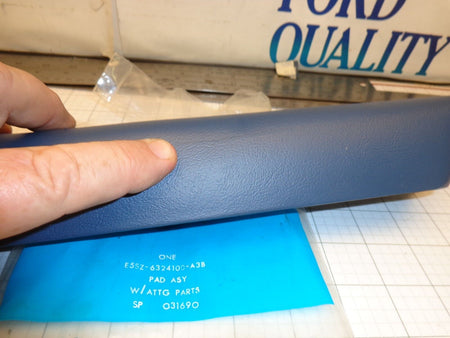 FORD
QUALITY
ONE
E5SZ-6324100-A3B
PAD ASY
W/ATTG PARTS
SP 031690